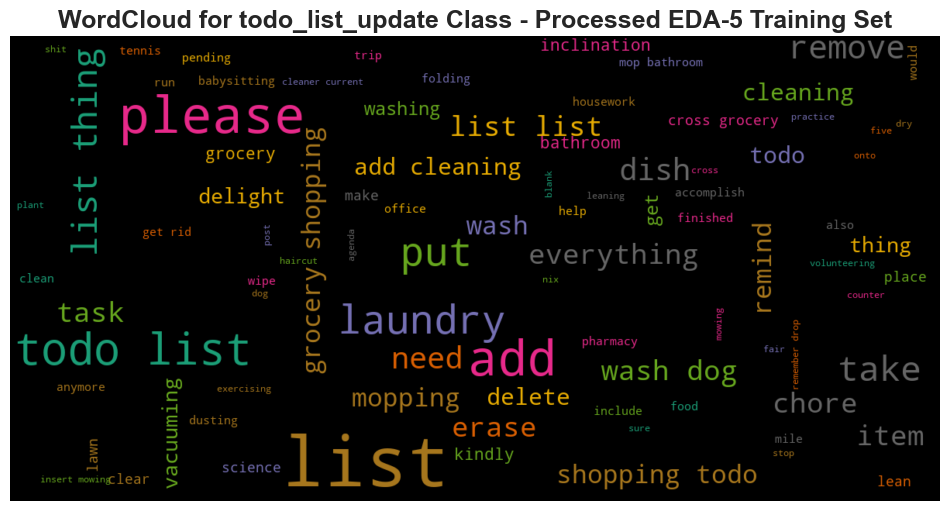 WordCloud for todo_list_update Class - Processed EDA-5 Training Set
shit
tennis
pending
trip
inclination
remove
would
list thing
run
babysitting
cleaner current
folding
mop bathroom
please
washing
housework
cleaning
list list
cross grocery
practice
five
dry
grocery
bathroom
todo
onto
add cleaning
dish
cross
grocery shopping
delight
make
blank
leaning
accomplish
plant
office
help
get
finished
get rid
post
agenda
wash
also
put
everything
remind
thing
haircut
volunteering
clean
wipe
nix
place
dog
counter
task
laundry
mowing
todo list
need
add
pharmacy
fair
remember drop
wash dog
take
anymore
exercising
mopping
delete
include
food
chore
vacuuming
dusting
erase
sure
item
lawn
list
mile
kindly
stop
science
shopping todo
insert mowing
clear
lean